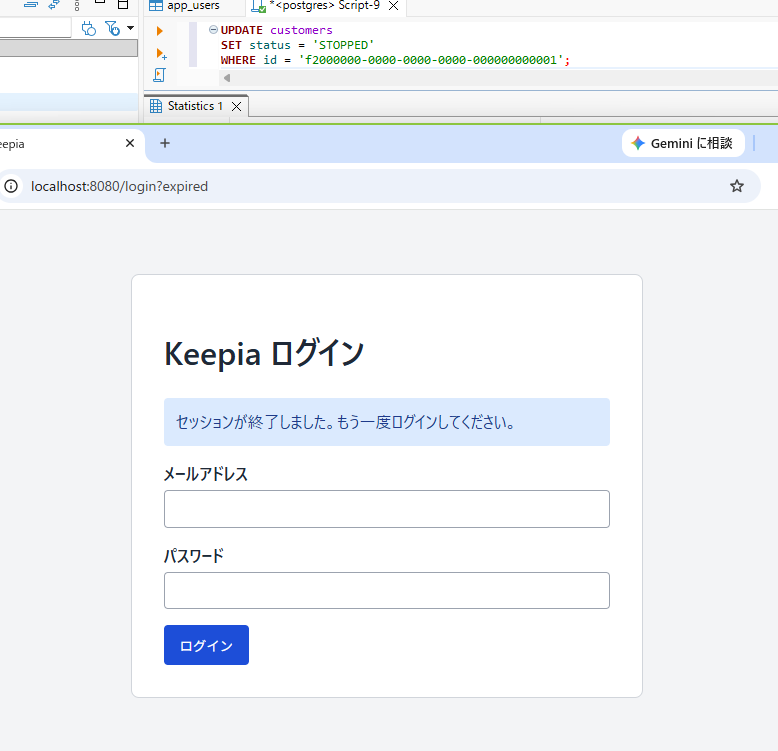 app_users
*<postgres> Script-9
UPDATE customers
SET status = 'STOPPED'
WHERE id = 'f2000000-0000-0000-0000-000000000001';
Statistics 1
epia
Gemini に相談
localhost:8080/login?expired
Keepia ログイン
セッションが終了しました。もう一度ログインしてください。
メールアドレス
パスワード
ログイン